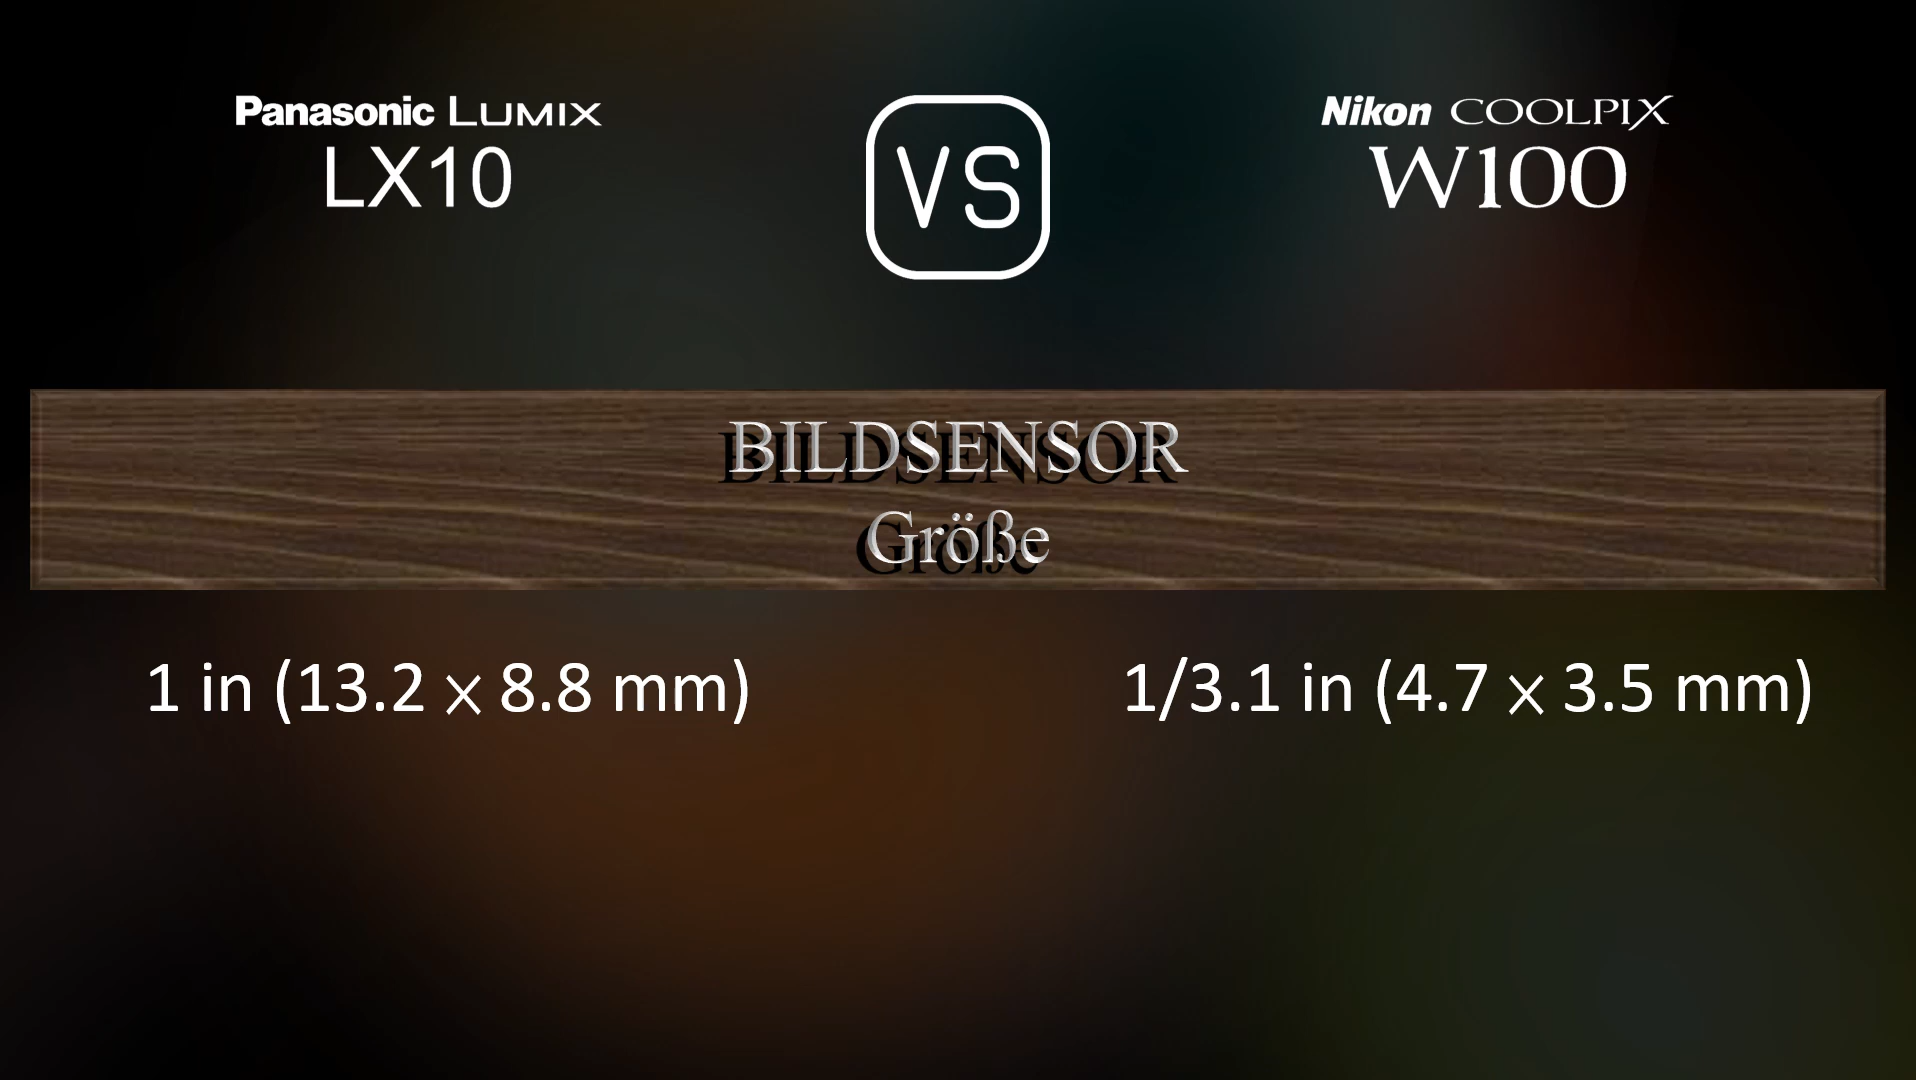 Panasonic LUMIX
LX10
VS
Nikon COOLPIX
W100
BILDSENSOR
Größe
1 in (13.2 x 8.8 mm)
1/3.1 in (4.7 x 3.5 mm)